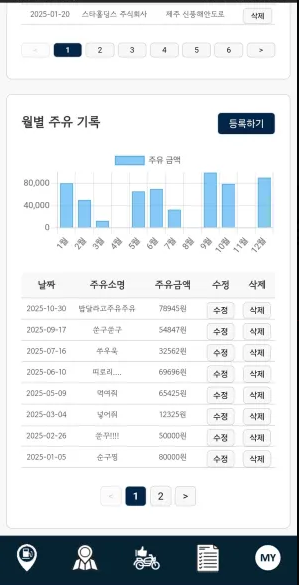 2025-01-20 스타홀딩스 주식회사 제주 신풍해안도로 삭제
< 1 2 3 4 5 6 >
월별 주유 기록 등록하기
주유 금액
80,000
40,000
0
1월 2월 3월 4월 5월 6월 7월 8월 9월 10월 11월 12월
날짜 주유소명 주유금액 수정 삭제
2025-10-30 밥달라고주유주유 78945원 수정 삭제
2025-09-17 쑨구쑨구 54847원 수정 삭제
2025-07-16 쭈우욱 32562원 수정 삭제
2025-06-10 띠로리.... 69696원 수정 삭제
2025-05-09 먹여줘 65425원 수정 삭제
2025-03-04 넣어줘 12325원 수정 삭제
2025-02-26 쑨꾸!!!! 50000원 수정 삭제
2025-01-05 순구찡 80000원 수정 삭제
< 1 2 >
MY